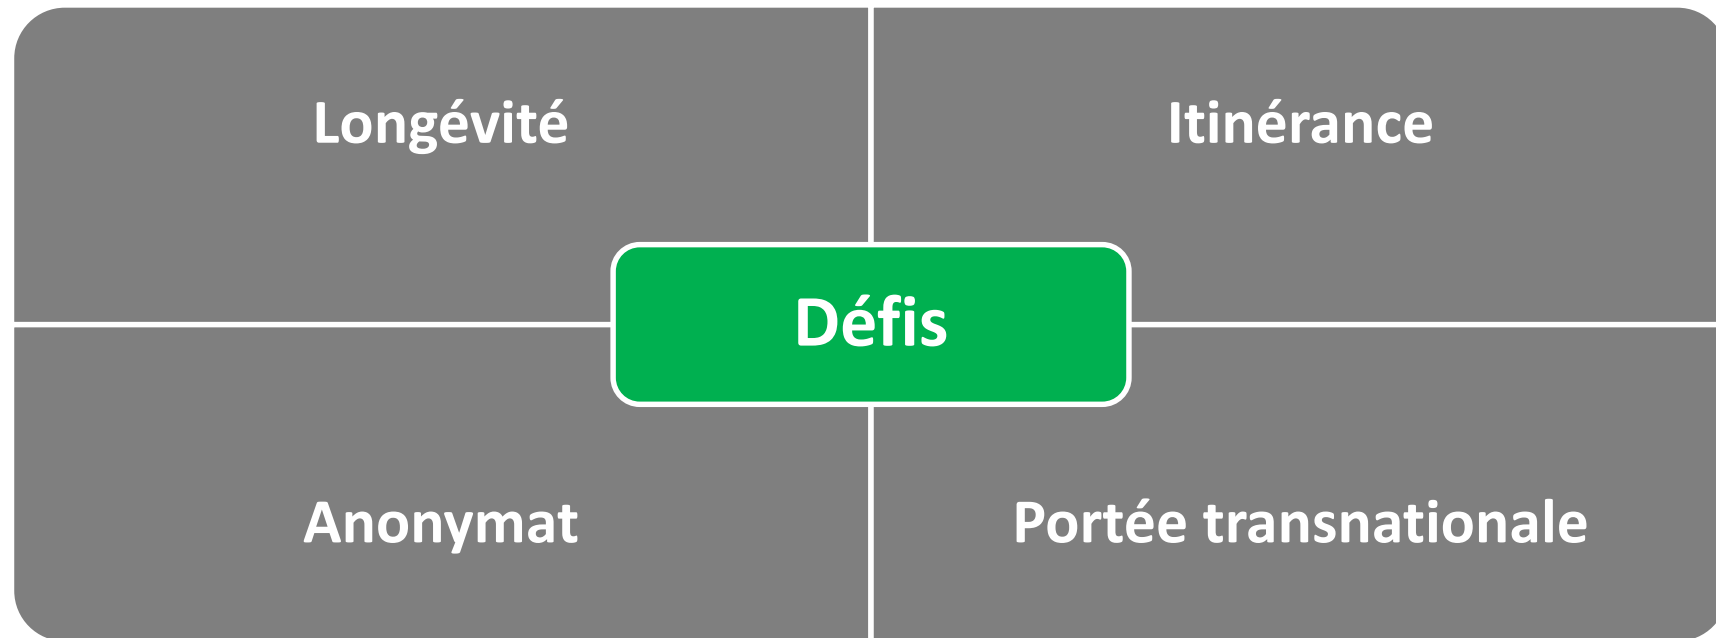 Longévité
Itinérance
Défis
Anonymat
Portée transnationale